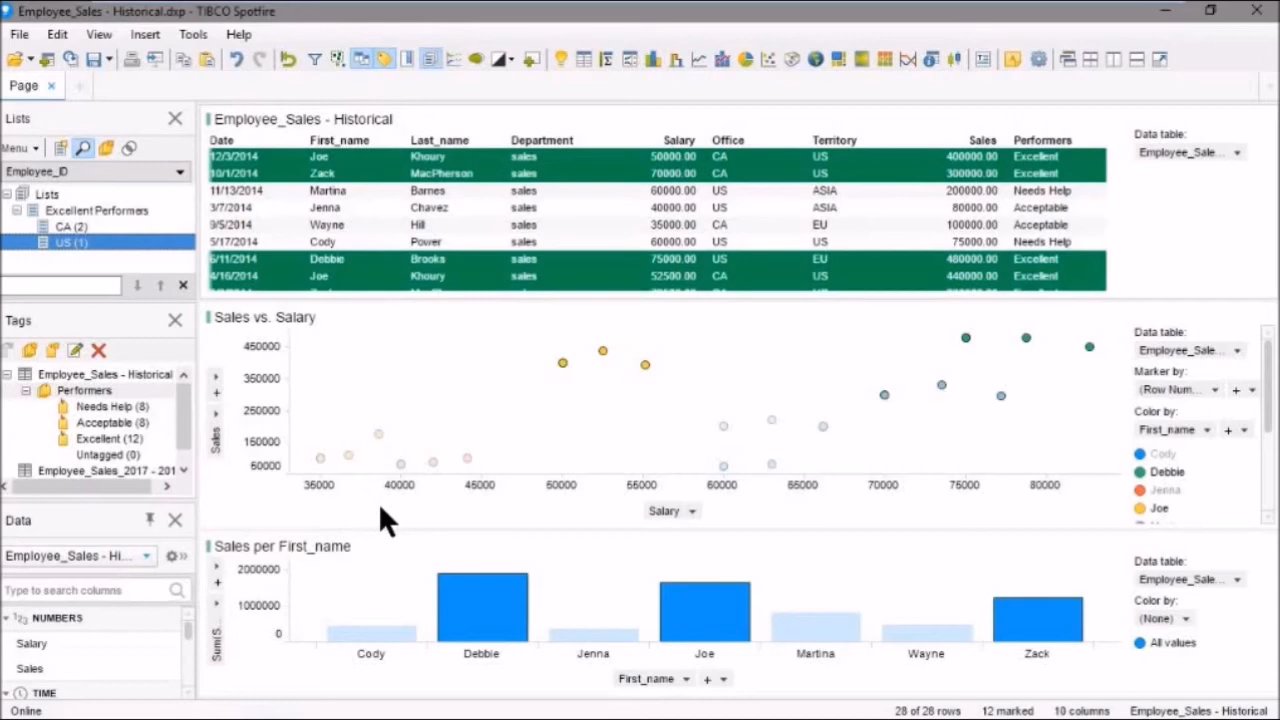 Employee_Sales - Historical.dxp - TIBCO Spotfire
File Edit View Insert Tools Help
Page
Lists
Menu
Employee_ID
Lists
Excellent Performers
CA (2)
US (1)
Tags
Employee_Sales - Historical
Performers
Needs Help (8)
Acceptable (8)
Excellent (12)
Untagged (0)
Employee_Sales_2017 - 201
Data
Employee_Sales - Hi...
Type to search columns
NUMBERS
Salary
Sales
TIME
Employee_Sales - Historical
Date First_name Last_name Department Salary Office Territory Sales Performers
12/3/2014 Joe Khoury sales 50000.00 CA US 400000.00 Excellent
10/1/2014 Zack MacPherson sales 70000.00 CA US 300000.00 Excellent
11/13/2014 Martina Barnes sales 60000.00 US ASIA 200000.00 Needs Help
3/7/2014 Jenna Chavez sales 40000.00 US ASIA 80000.00 Acceptable
9/5/2014 Wayne Hill sales 35000.00 CA EU 100000.00 Acceptable
5/17/2014 Cody Power sales 60000.00 US US 75000.00 Needs Help
6/11/2014 Debbie Brooks sales 75000.00 US EU 480000.00 Excellent
4/16/2014 Joe Khoury sales 52500.00 CA US 440000.00 Excellent
Data table:
Employee_Sale...
Sales vs. Salary
450000
350000
250000
150000
50000
Sales
35000 40000 45000 50000 55000 60000 65000 70000 75000 80000
Salary
Data table:
Employee_Sale...
Marker by:
(Row Num...
Color by:
First_name
Cody
Debbie
Jenna
Joe
Sales per First_name
2000000
1000000
0
Sum(S...
Cody Debbie Jenna Joe Martina Wayne Zack
First_name
Data table:
Employee_Sale...
Color by:
(None)
All values
Online
28 of 28 rows 12 marked 10 columns Employee_Sales - Historical